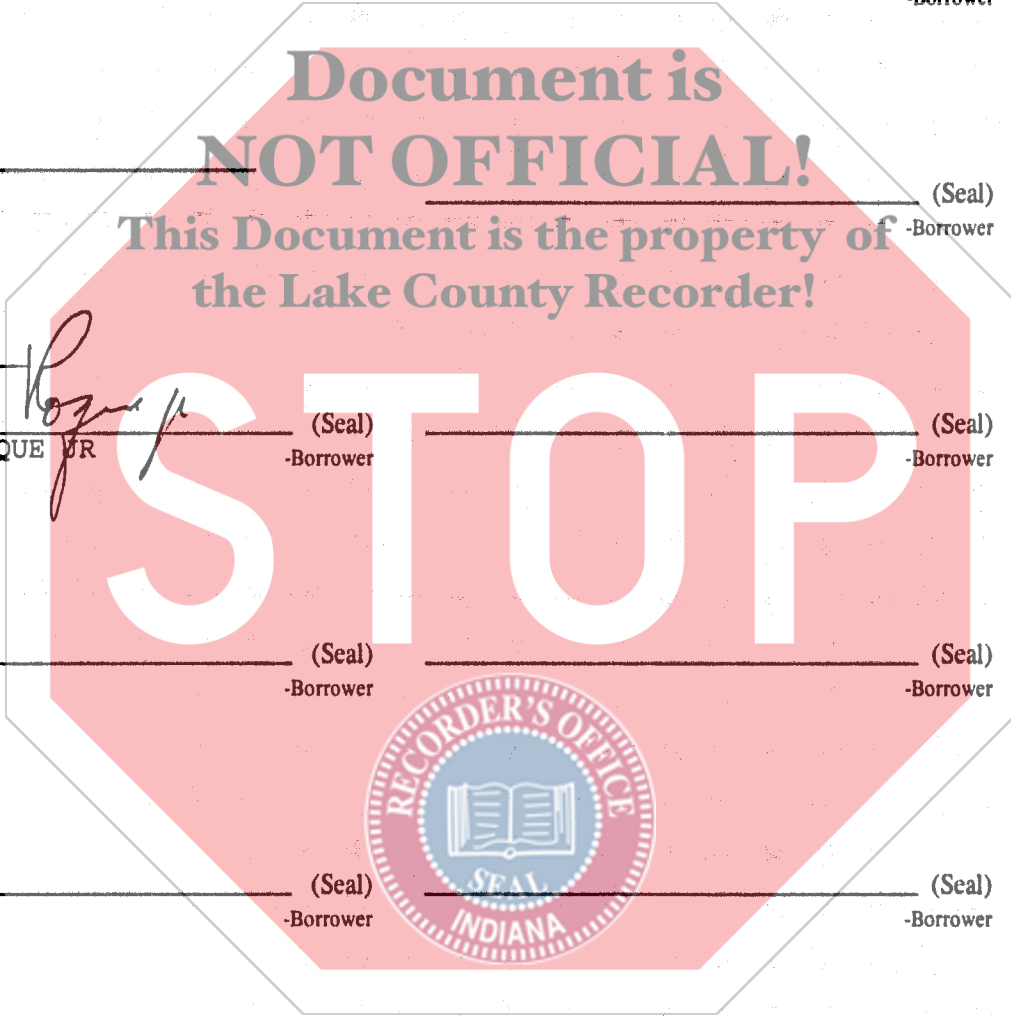 -Borrower
Document is
NOT OFFICIAL!
(Seal)
-Borrower
This Document is the property of
the Lake County Recorder!
(Seal) (Seal)
QUE JR -Borrower -Borrower
STOP
(Seal) (Seal)
-Borrower -Borrower
RECORDER'S OFFICE
SEAL
INDIANA
(Seal) (Seal)
-Borrower -Borrower